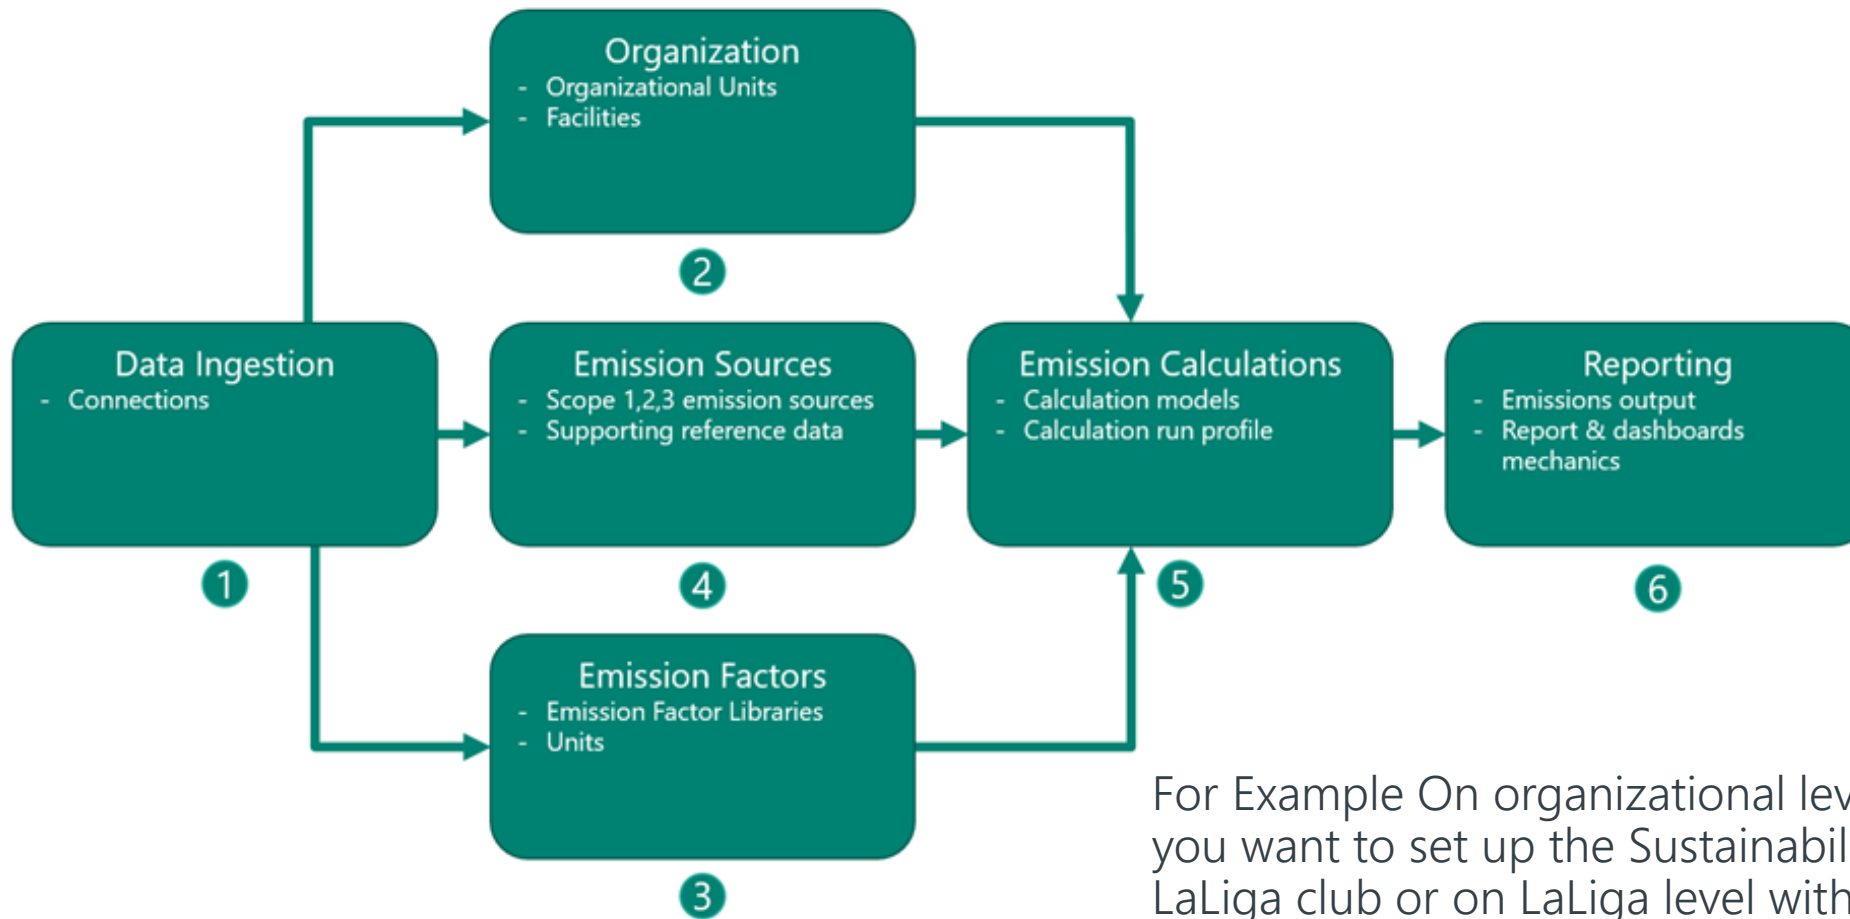 Organization
- Organizational Units
- Facilities
2
Data Ingestion
- Connections
1
Emission Sources
- Scope 1,2,3 emission sources
- Supporting reference data
4
Emission Calculations
- Calculation models
- Calculation run profile
5
Reporting
- Emissions output
- Report & dashboards
mechanics
6
Emission Factors
- Emission Factor Libraries
- Units
3
For Example On organizational lev
you want to set up the Sustainabil
LaLiga club or on LaLiga level with